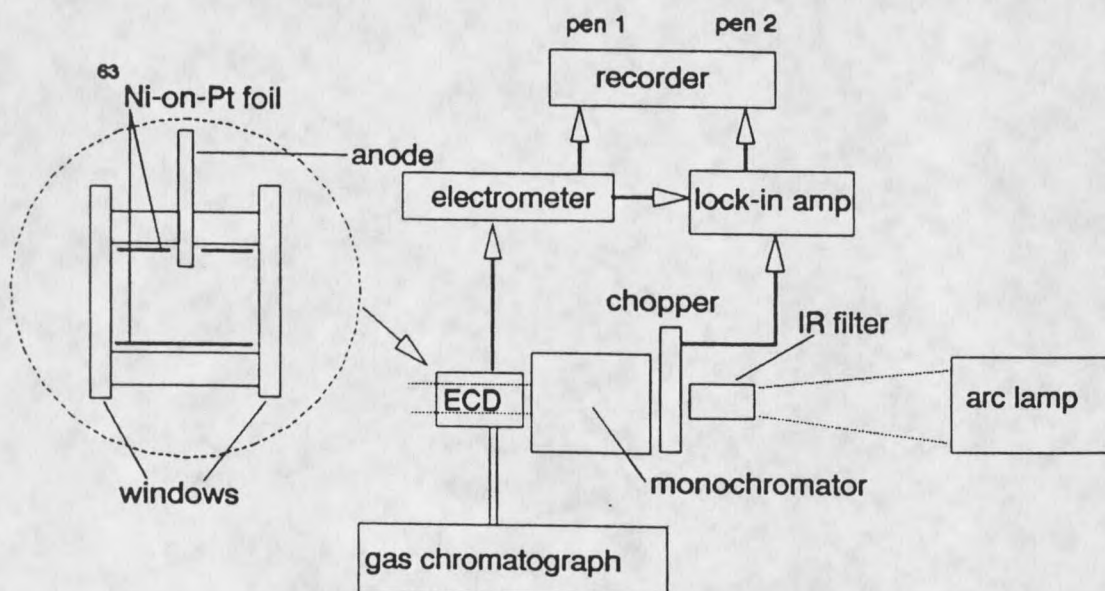 pen 1 pen 2
recorder
63
Ni-on-Pt foil
anode
electrometer
lock-in amp
chopper
IR filter
ECD
arc lamp
windows
monochromator
gas chromatograph